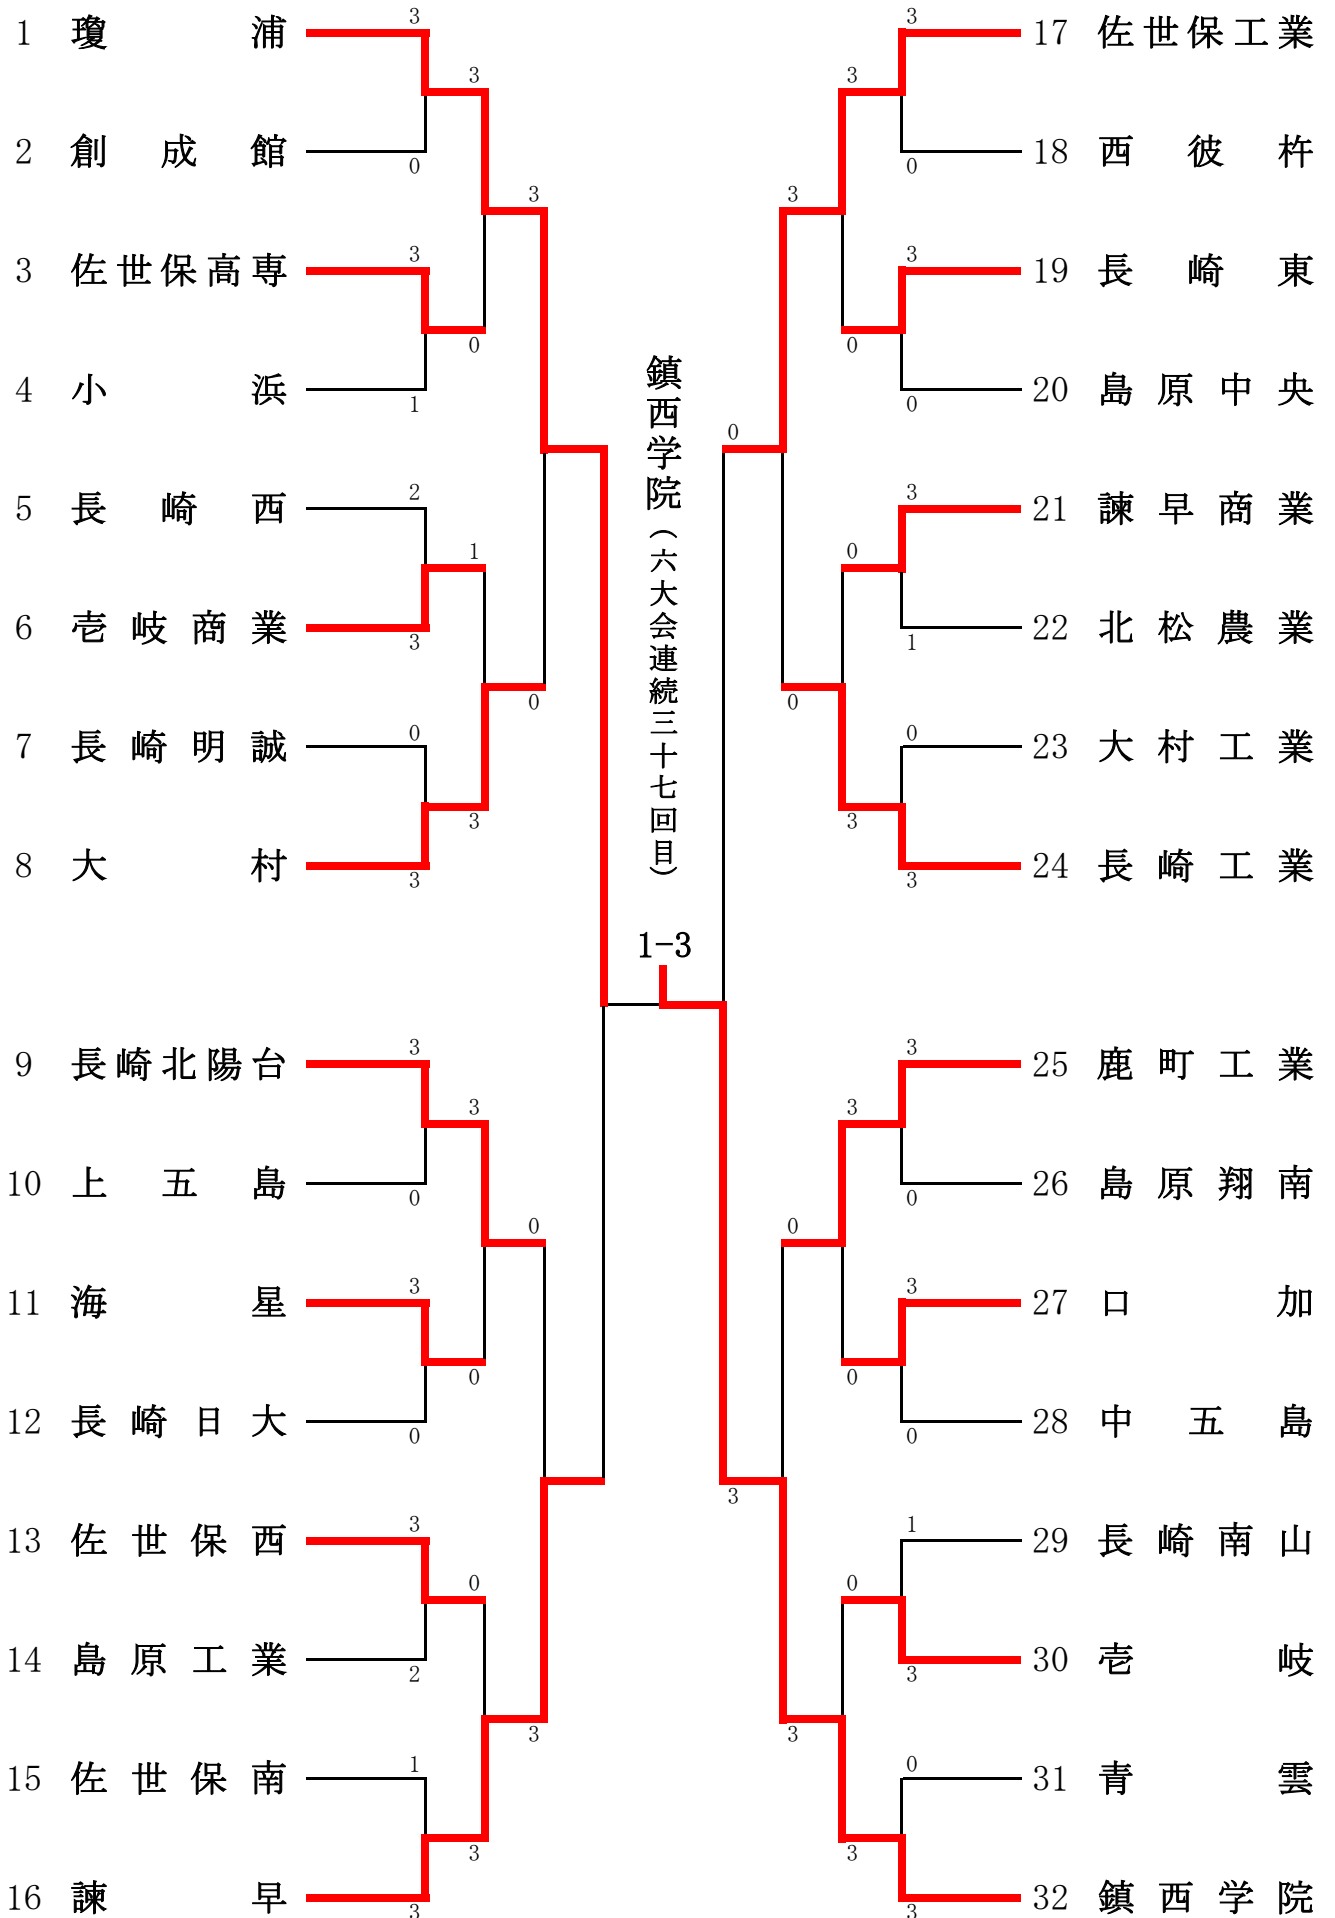 1 瓊浦
3
3
2 創成館
0
3
3 佐世保高専
3
0
4 小浜
1
5 長崎西
2
1
6 壱岐商業
3
0
7 長崎明誠
0
3
8 大村
3
9 長崎北陽台
3
3
10 上五島
0
0
11 海星
3
0
12 長崎日大
0
13 佐世保西
3
0
14 島原工業
2
3
15 佐世保南
1
3
16 諫早
3
鎮西学院(六大会連続三十七回目)
1-3
17 佐世保工業
3
3
18 西彼杵
0
3
19 長崎東
3
0
20 島原中央
0
0
21 諫早商業
3
0
22 北松農業
1
0
23 大村工業
0
3
24 長崎工業
3
25 鹿町工業
3
3
26 島原翔南
0
0
27 口加
3
0
28 中五島
0
3
29 長崎南山
1
0
30 壱岐
3
3
31 青雲
0
3
32 鎮西学院
3